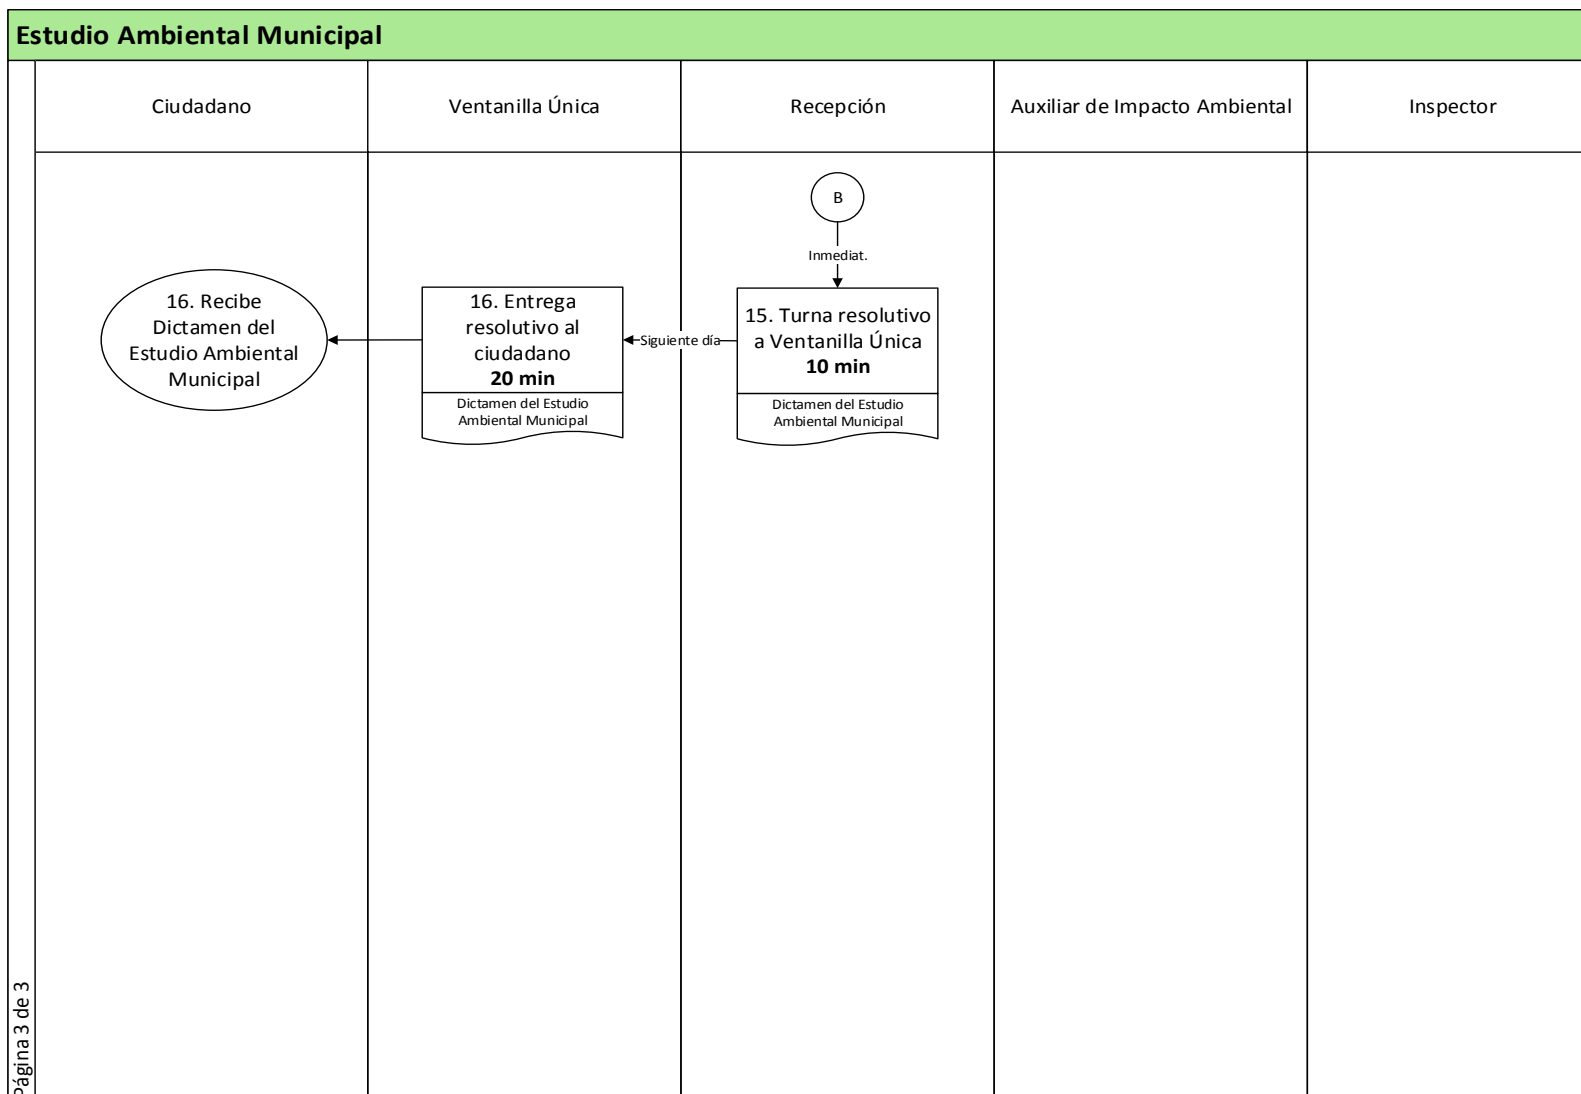 Estudio Ambiental Municipal
Ciudadano
Ventanilla Única
Recepción
Auxiliar de Impacto Ambiental
Inspector
B
Inmediat.
16. Recibe
Dictamen del
Estudio Ambiental
Municipal
16. Entrega
resolutivo al
ciudadano
20 min
Dictamen del Estudio
Ambiental Municipal
Siguiente día
15. Turna resolutivo
a Ventanilla Única
10 min
Dictamen del Estudio
Ambiental Municipal
Página 3 de 3